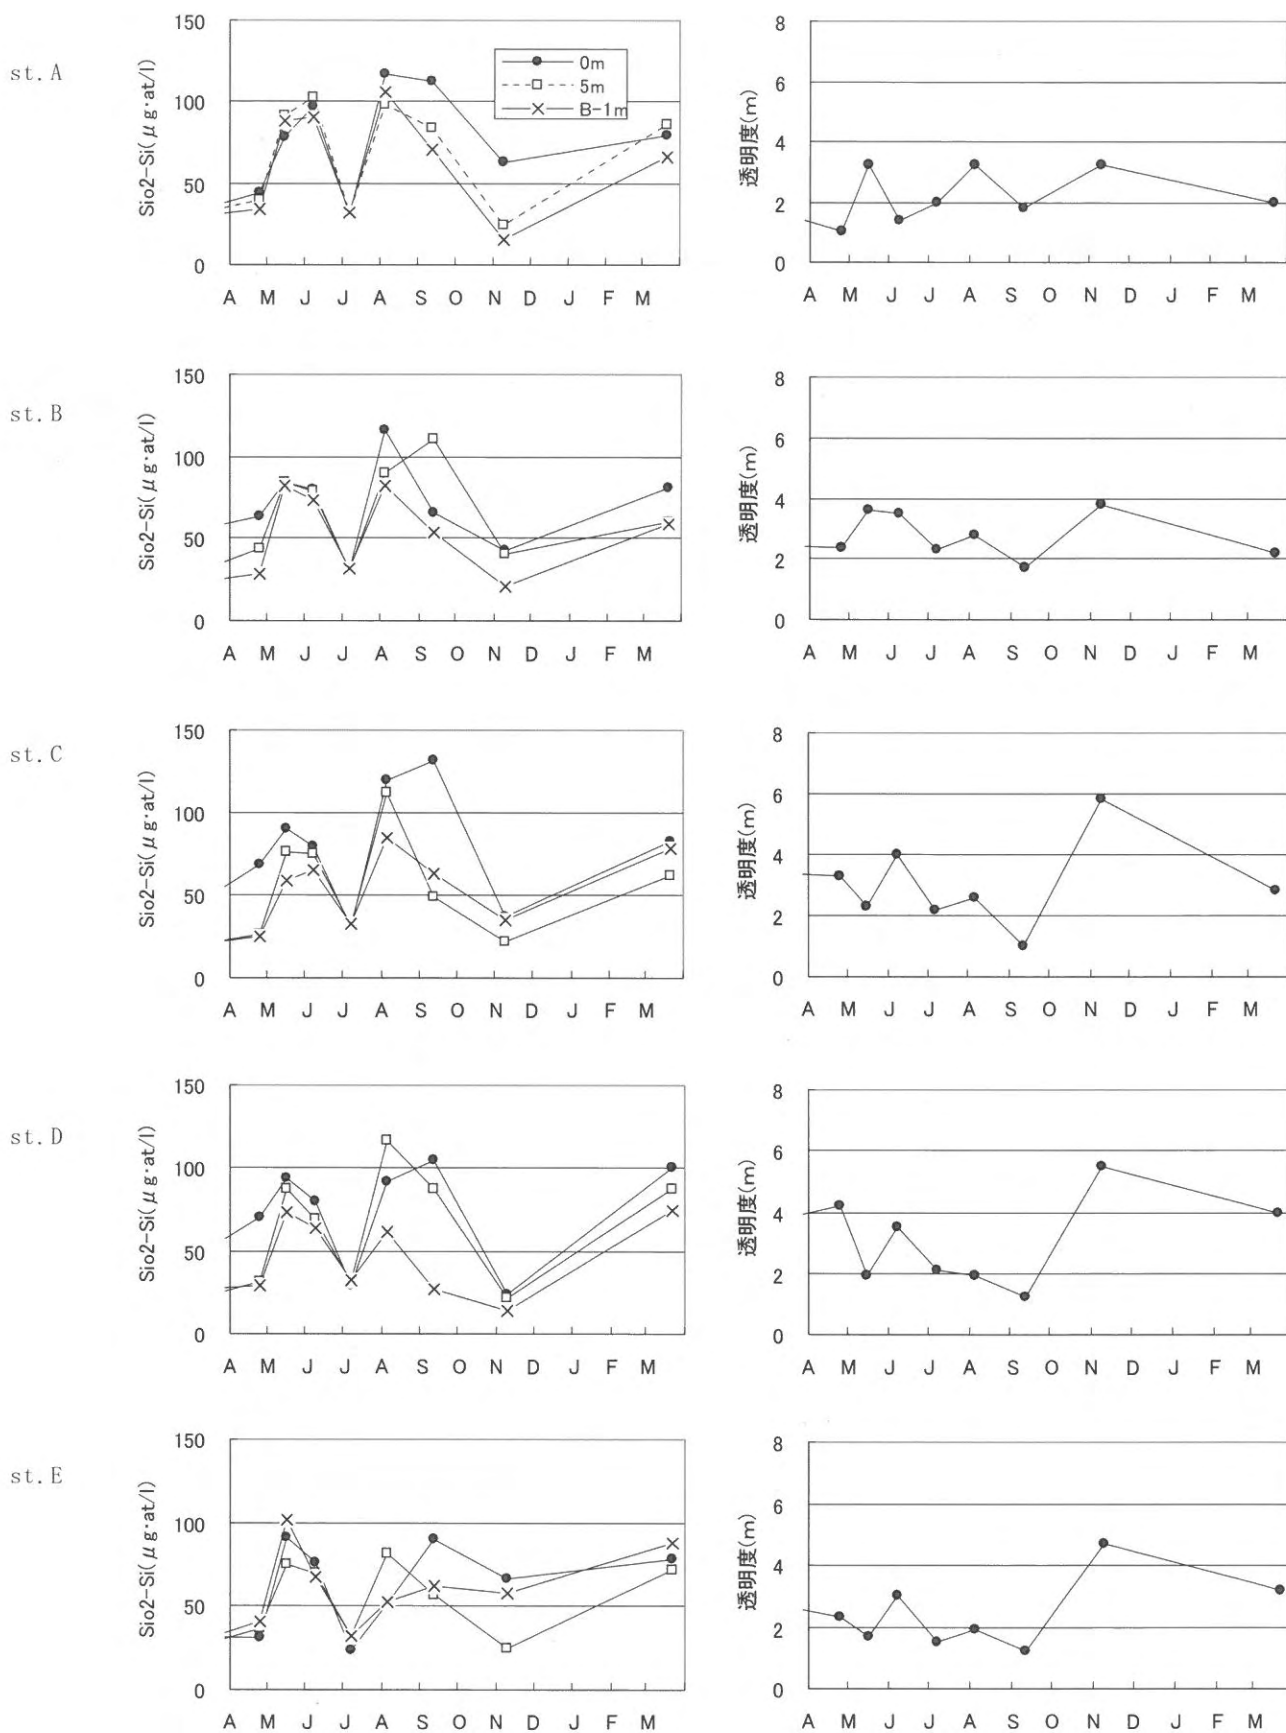 st.A
Sio2-Si(μg·at/l)
150
100
50
0
0m
5m
B-1m
A M J J A S O N D J F M
透明度(m)
8
6
4
2
0
A M J J A S O N D J F M
st.B
Sio2-Si(μg·at/l)
150
100
50
0
A M J J A S O N D J F M
透明度(m)
8
6
4
2
0
A M J J A S O N D J F M
st.C
Sio2-Si(μg·at/l)
150
100
50
0
A M J J A S O N D J F M
透明度(m)
8
6
4
2
0
A M J J A S O N D J F M
st.D
Sio2-Si(μg·at/l)
150
100
50
0
A M J J A S O N D J F M
透明度(m)
8
6
4
2
0
A M J J A S O N D J F M
st.E
Sio2-Si(μg·at/l)
150
100
50
0
A M J J A S O N D J F M
透明度(m)
8
6
4
2
0
A M J J A S O N D J F M